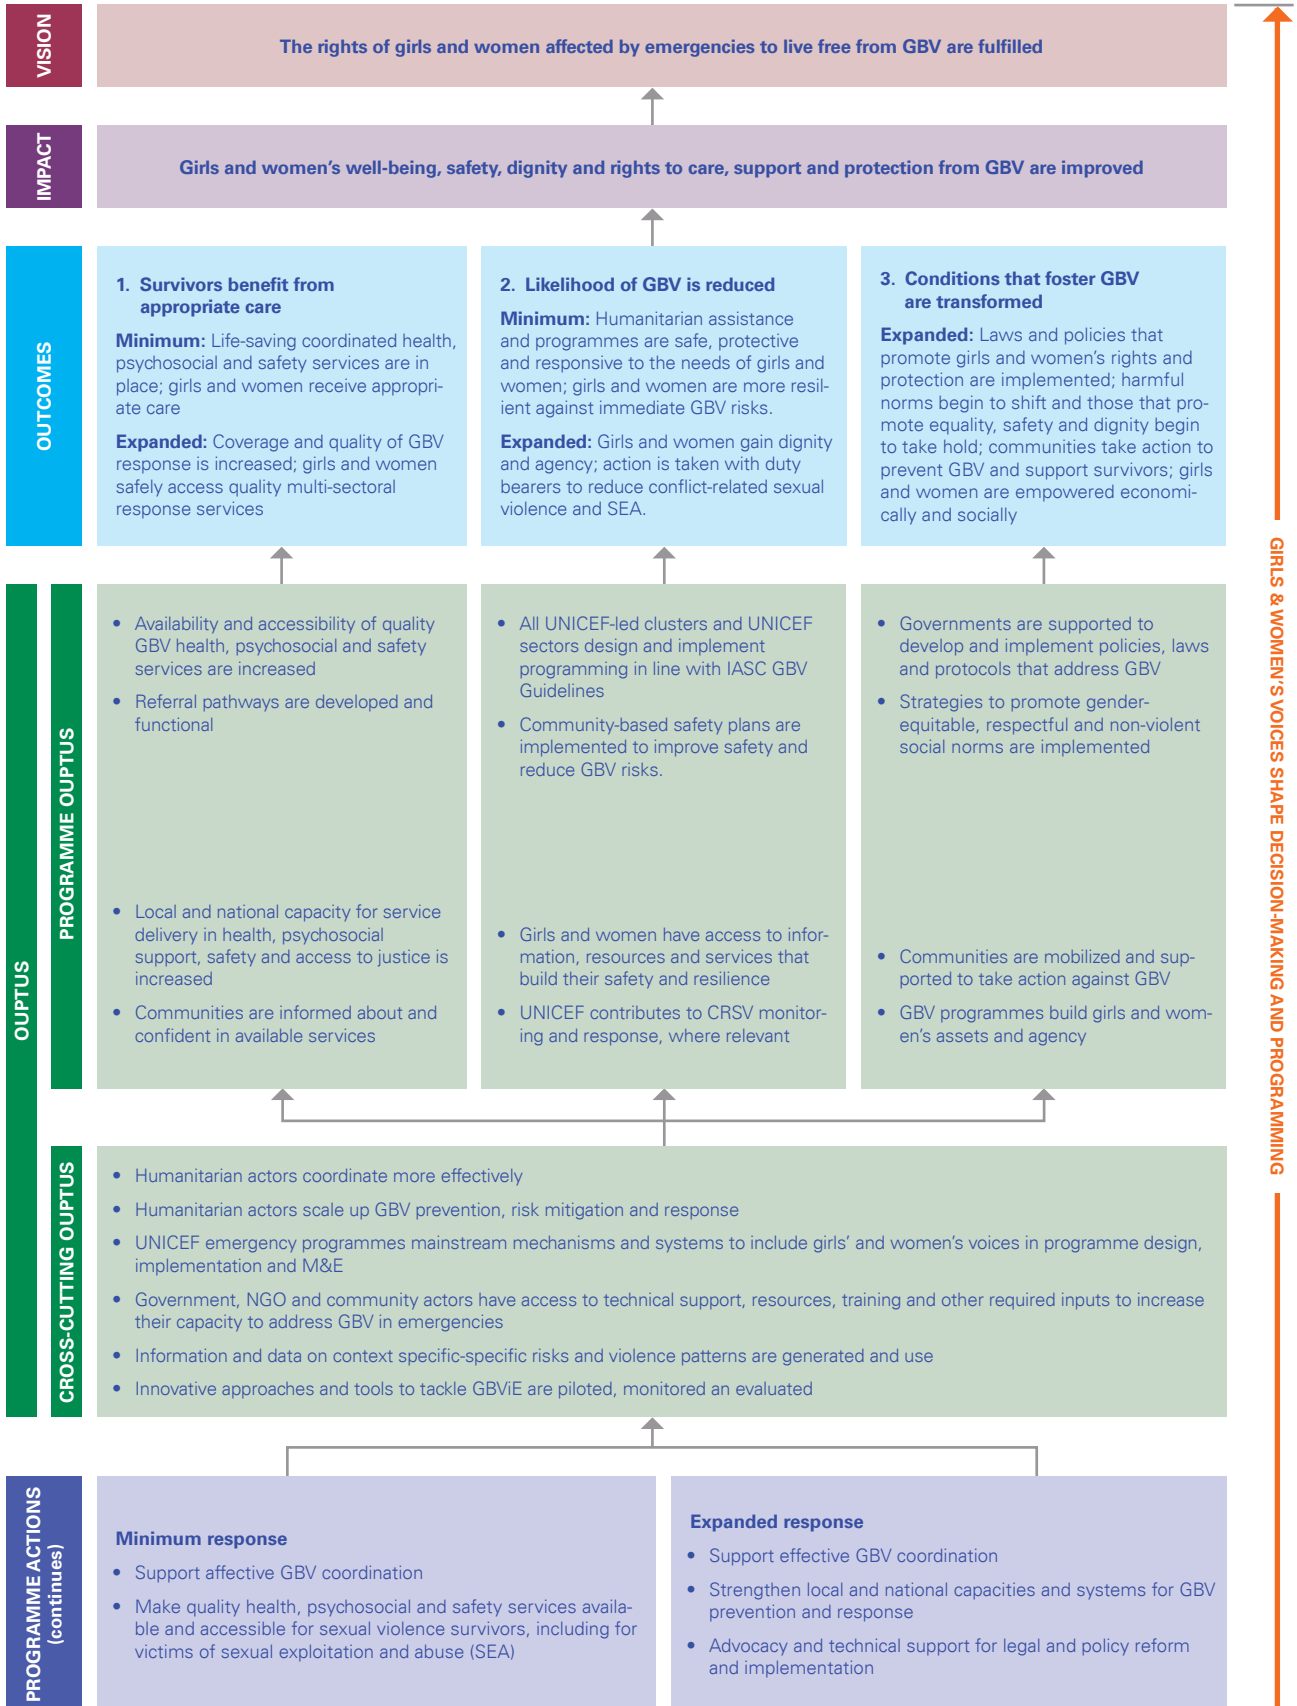 VISION
The rights of girls and women affected by emergencies to live free from GBV are fulfilled
IMPACT
Girls and women's well-being, safety, dignity and rights to care, support and protection from GBV are improved
OUTCOMES
1. Survivors benefit from
appropriate care
Minimum: Life-saving coordinated health,
psychosocial and safety services are in
place; girls and women receive appropri-
ate care
Expanded: Coverage and quality of GBV
response is increased; girls and women
safely access quality multi-sectoral
response services
2. Likelihood of GBV is reduced
Minimum: Humanitarian assistance
and programmes are safe, protective
and responsive to the needs of girls and
women; girls and women are more resil-
ient against immediate GBV risks.
Expanded: Girls and women gain dignity
and agency; action is taken with duty
bearers to reduce conflict-related sexual
violence and SEA.
3. Conditions that foster GBV
are transformed
Expanded: Laws and policies that
promote girls and women's rights and
protection are implemented; harmful
norms begin to shift and those that pro-
mote equality, safety and dignity begin
to take hold; communities take action to
prevent GBV and support survivors; girls
and women are empowered economi-
cally and socially
OUPTUS
PROGRAMME OUPTUS
• Availability and accessibility of quality
GBV health, psychosocial and safety
services are increased
• Referral pathways are developed and
functional
• Local and national capacity for service
delivery in health, psychosocial
support, safety and access to justice is
increased
• Communities are informed about and
confident in available services
• All UNICEF-led clusters and UNICEF
sectors design and implement
programming in line with IASC GBV
Guidelines
• Community-based safety plans are
implemented to improve safety and
reduce GBV risks.
• Girls and women have access to infor-
mation, resources and services that
build their safety and resilience
• UNICEF contributes to CRSV monitor-
ing and response, where relevant
• Governments are supported to
develop and implement policies, laws
and protocols that address GBV
• Strategies to promote gender-
equitable, respectful and non-violent
social norms are implemented
• Communities are mobilized and sup-
ported to take action against GBV
• GBV programmes build girls and wom-
en's assets and agency
CROSS-CUTTING OUPTUS
• Humanitarian actors coordinate more effectively
• Humanitarian actors scale up GBV prevention, risk mitigation and response
• UNICEF emergency programmes mainstream mechanisms and systems to include girls' and women's voices in programme design,
implementation and M&E
• Government, NGO and community actors have access to technical support, resources, training and other required inputs to increase
their capacity to address GBV in emergencies
• Information and data on context specific-specific risks and violence patterns are generated and use
• Innovative approaches and tools to tackle GBViE are piloted, monitored an evaluated
PROGRAMME ACTIONS
(continues)
Minimum response
• Support affective GBV coordination
• Make quality health, psychosocial and safety services availa-
ble and accessible for sexual violence survivors, including for
victims of sexual exploitation and abuse (SEA)
Expanded response
• Support effective GBV coordination
• Strengthen local and national capacities and systems for GBV
prevention and response
• Advocacy and technical support for legal and policy reform
and implementation
GIRLS & WOMEN'S VOICES SHAPE DECISION-MAKING AND PROGRAMMING